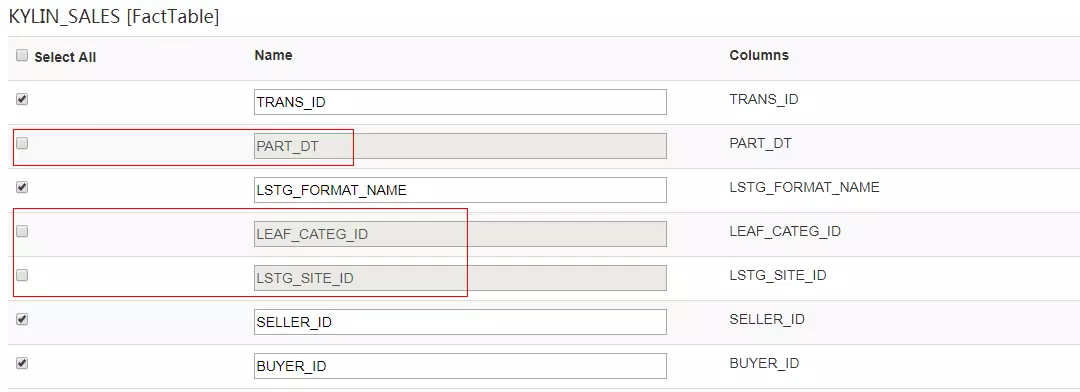 KYLIN_SALES [FactTable]
Select All Name Columns
TRANS_ID TRANS_ID
PART_DT PART_DT
LSTG_FORMAT_NAME LSTG_FORMAT_NAME
LEAF_CATEG_ID LEAF_CATEG_ID
LSTG_SITE_ID LSTG_SITE_ID
SELLER_ID SELLER_ID
BUYER_ID BUYER_ID